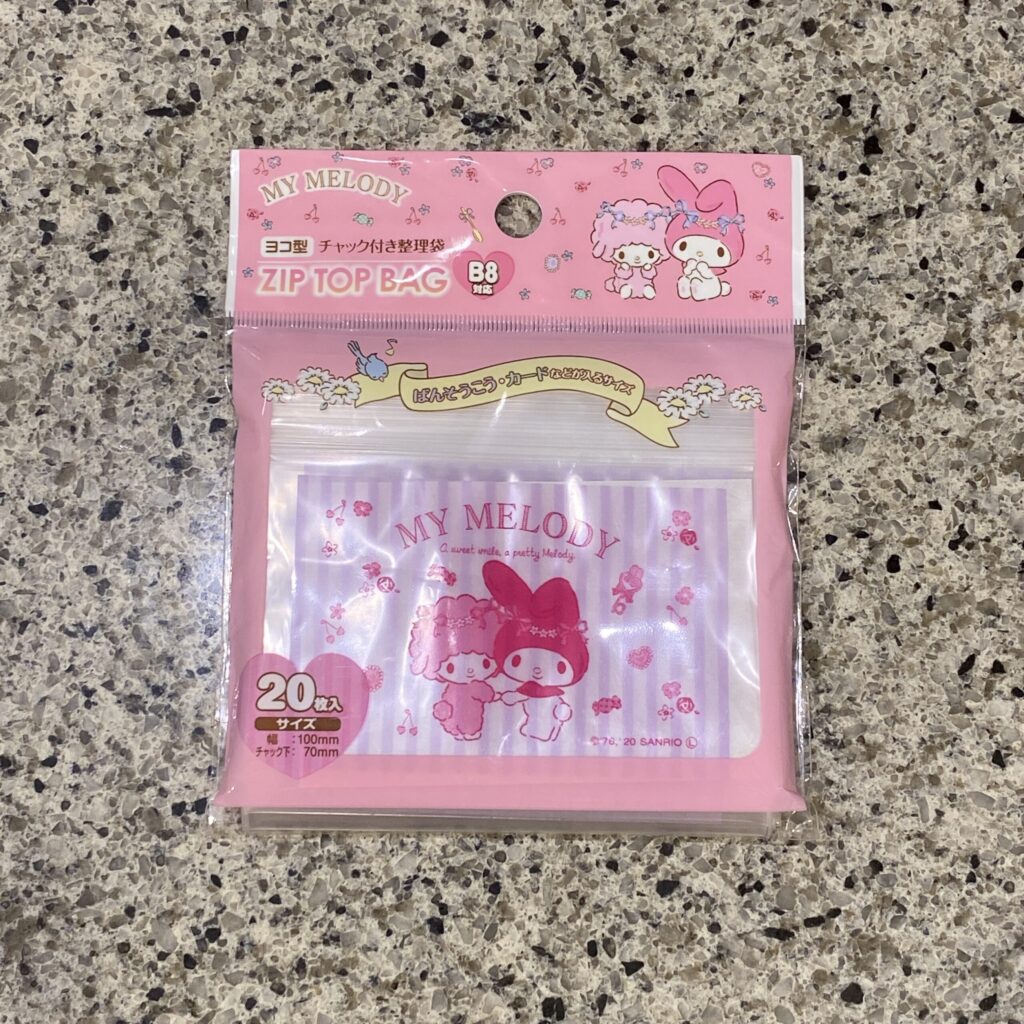 MY MELODY
ヨコ型 チャック付き整理袋
ZIP TOP BAG
B8
対応
ばんそうこう・カードなどが入るサイズ
MY MELODY
A sweet smile, a pretty Melody.
20枚入
サイズ
幅 :100mm
チャック下: 70mm
©'76, '20 SANRIO Ⓛ